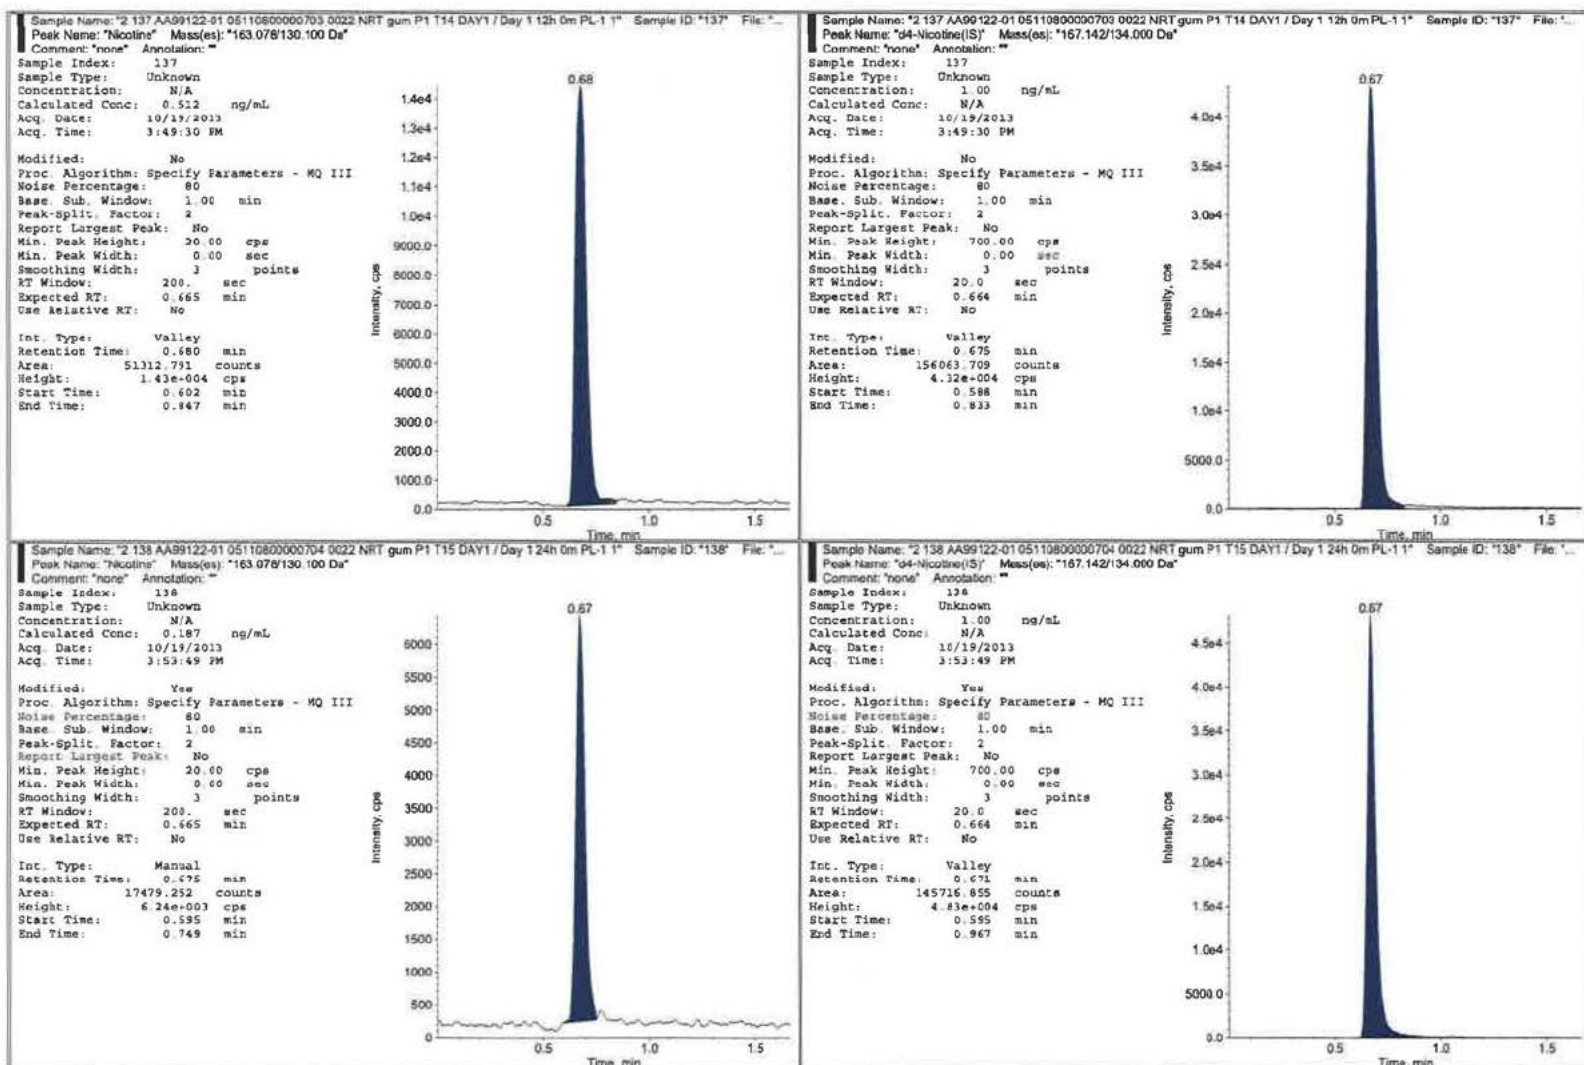 Sample Name: "2 137 AA99122-01 05110800000703 0022 NRT gum P1 T14 DAY1 / Day 1 12h 0m PL-1 1" Sample ID: "137" File: "...
Peak Name: "Nicotine" Mass(es): "163.078/130.100 Da"
Comment: "none" Annotation: ""
Sample Index: 137
Sample Type: Unknown
Concentration: N/A
Calculated Conc: 0.512 ng/mL
Acq. Date: 10/19/2013
Acq. Time: 3:49:30 PM
Modified: No
Proc. Algorithm: Specify Parameters - MQ III
Noise Percentage: 80
Base. Sub. Window: 1.00 min
Peak-Split. Factor: 2
Report Largest Peak: No
Min. Peak Height: 20.00 cps
Min. Peak Width: 0.00 sec
Smoothing Width: 3 points
RT Window: 200. sec
Expected RT: 0.665 min
Use Relative RT: No
Int. Type: Valley
Retention Time: 0.680 min
Area: 51312.791 counts
Height: 1.43e+004 cps
Start Time: 0.602 min
End Time: 0.847 min
0.68
1.4e4
1.3e4
1.2e4
1.1e4
1.0e4
9000.0
8000.0
7000.0
6000.0
5000.0
4000.0
3000.0
2000.0
1000.0
0.0
Intensity, cps
0.5 1.0 1.5
Time, min
Sample Name: "2 137 AA99122-01 05110800000703 0022 NRT gum P1 T14 DAY1 / Day 1 12h 0m PL-1 1" Sample ID: "137" File: "...
Peak Name: "d4-Nicotine(IS)" Mass(es): "167.142/134.000 Da"
Comment: "none" Annotation: ""
Sample Index: 137
Sample Type: Unknown
Concentration: 1.00 ng/mL
Calculated Conc: N/A
Acq. Date: 10/19/2013
Acq. Time: 3:49:30 PM
Modified: No
Proc. Algorithm: Specify Parameters - MQ III
Noise Percentage: 80
Base. Sub. Window: 1.00 min
Peak-Split. Factor: 2
Report Largest Peak: No
Min. Peak Height: 700.00 cps
Min. Peak Width: 0.00 sec
Smoothing Width: 3 points
RT Window: 20.0 sec
Expected RT: 0.664 min
Use Relative RT: No
Int. Type: Valley
Retention Time: 0.675 min
Area: 156063.709 counts
Height: 4.32e+004 cps
Start Time: 0.588 min
End Time: 0.833 min
0.67
4.0e4
3.5e4
3.0e4
2.5e4
2.0e4
1.5e4
1.0e4
5000.0
0.0
Intensity, cps
0.5 1.0 1.5
Time, min
Sample Name: "2 138 AA99122-01 05110800000704 0022 NRT gum P1 T15 DAY1 / Day 1 24h 0m PL-1 1" Sample ID: "138" File: "...
Peak Name: "Nicotine" Mass(es): "163.078/130.100 Da"
Comment: "none" Annotation: ""
Sample Index: 138
Sample Type: Unknown
Concentration: N/A
Calculated Conc: 0.187 ng/mL
Acq. Date: 10/19/2013
Acq. Time: 3:53:49 PM
Modified: Yes
Proc. Algorithm: Specify Parameters - MQ III
Noise Percentage: 80
Base. Sub. Window: 1.00 min
Peak-Split. Factor: 2
Report Largest Peak: No
Min. Peak Height: 20.00 cps
Min. Peak Width: 0.00 sec
Smoothing Width: 3 points
RT Window: 200. sec
Expected RT: 0.665 min
Use Relative RT: No
Int. Type: Manual
Retention Time: 0.675 min
Area: 17479.252 counts
Height: 6.24e+003 cps
Start Time: 0.595 min
End Time: 0.749 min
0.67
6000
5500
5000
4500
4000
3500
3000
2500
2000
1500
1000
500
0
Intensity, cps
0.5 1.0 1.5
Time, min
Sample Name: "2 138 AA99122-01 05110800000704 0022 NRT gum P1 T15 DAY1 / Day 1 24h 0m PL-1 1" Sample ID: "138" File: "...
Peak Name: "d4-Nicotine(IS)" Mass(es): "167.142/134.000 Da"
Comment: "none" Annotation: ""
Sample Index: 138
Sample Type: Unknown
Concentration: 1.00 ng/mL
Calculated Conc: N/A
Acq. Date: 10/19/2013
Acq. Time: 3:53:49 PM
Modified: Yes
Proc. Algorithm: Specify Parameters - MQ III
Noise Percentage: 80
Base. Sub. Window: 1.00 min
Peak-Split. Factor: 2
Report Largest Peak: No
Min. Peak Height: 700.00 cps
Min. Peak Width: 0.00 sec
Smoothing Width: 3 points
RT Window: 20.0 sec
Expected RT: 0.664 min
Use Relative RT: No
Int. Type: Valley
Retention Time: 0.671 min
Area: 145716.855 counts
Height: 4.83e+004 cps
Start Time: 0.595 min
End Time: 0.967 min
0.67
4.5e4
4.0e4
3.5e4
3.0e4
2.5e4
2.0e4
1.5e4
1.0e4
5000.0
0.0
Intensity, cps
0.5 1.0 1.5
Time, min